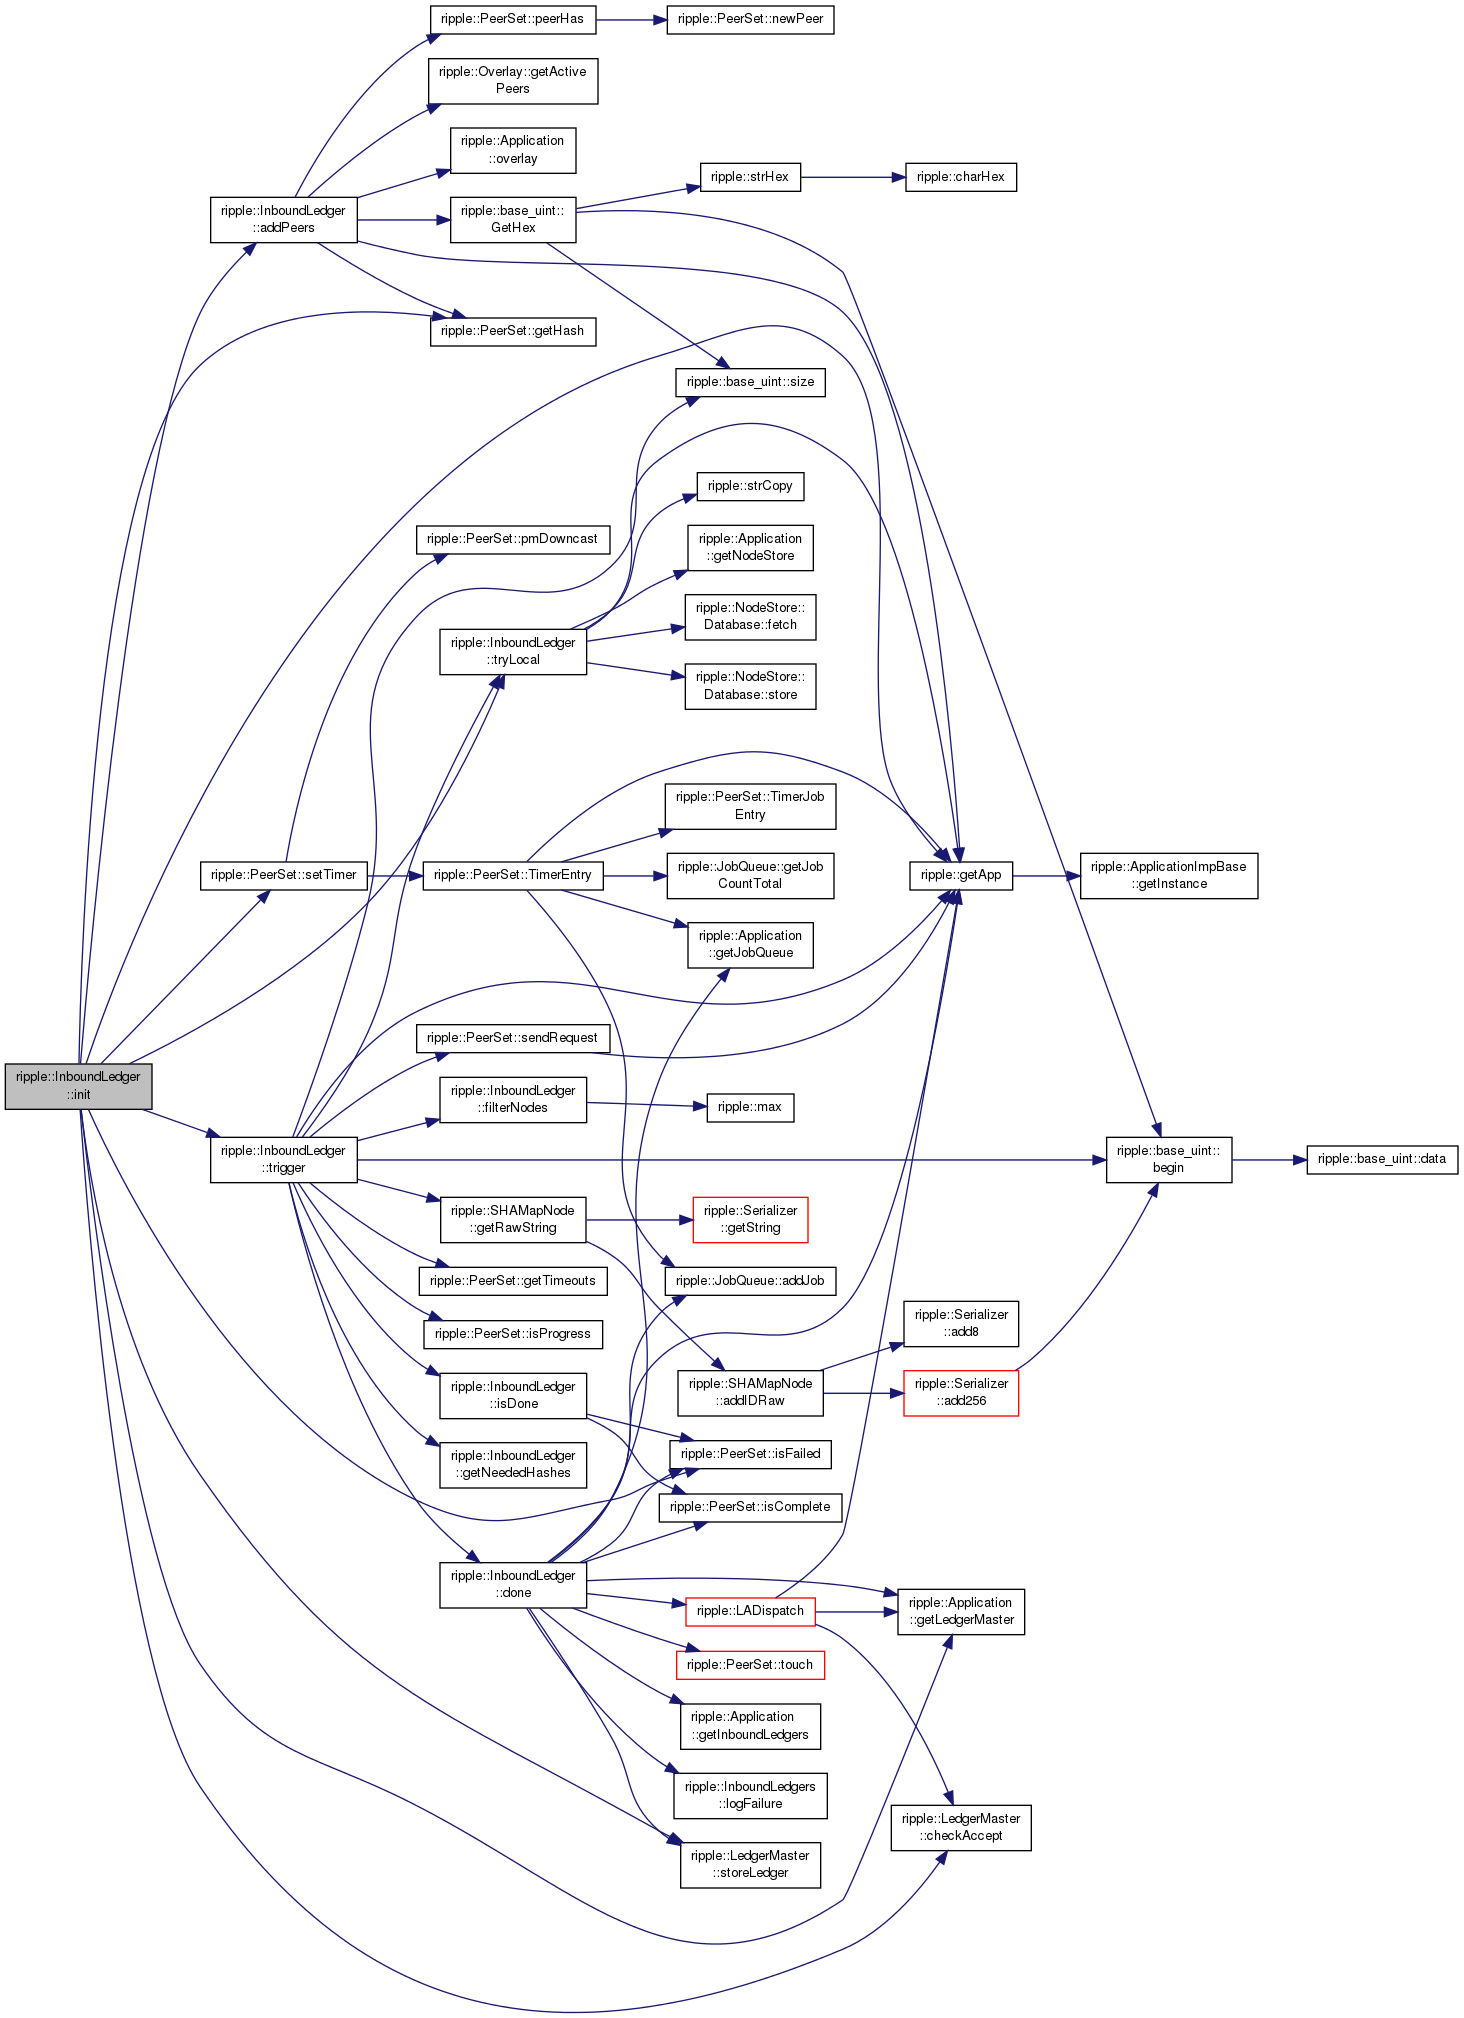 ripple::PeerSet::peerHas
ripple::PeerSet::newPeer
ripple::Overlay::getActive
Peers
ripple::Application
::overlay
ripple::strHex
ripple::charHex
ripple::InboundLedger
::addPeers
ripple::base_uint::
GetHex
ripple::PeerSet::getHash
ripple::base_uint::size
ripple::strCopy
ripple::PeerSet::pmDowncast
ripple::Application
::getNodeStore
ripple::NodeStore::
Database::fetch
ripple::InboundLedger
::tryLocal
ripple::NodeStore::
Database::store
ripple::PeerSet::TimerJob
Entry
ripple::PeerSet::setTimer
ripple::PeerSet::TimerEntry
ripple::JobQueue::getJob
CountTotal
ripple::getApp
ripple::ApplicationImpBase
::getInstance
ripple::Application
::getJobQueue
ripple::PeerSet::sendRequest
ripple::InboundLedger
::init
ripple::InboundLedger
::filterNodes
ripple::max
ripple::InboundLedger
::trigger
ripple::base_uint::
begin
ripple::base_uint::data
ripple::SHAMapNode
::getRawString
ripple::Serializer
::getString
ripple::PeerSet::getTimeouts
ripple::JobQueue::addJob
ripple::PeerSet::isProgress
ripple::Serializer
::add8
ripple::InboundLedger
::isDone
ripple::SHAMapNode
::addIDRaw
ripple::Serializer
::add256
ripple::InboundLedger
::getNeededHashes
ripple::PeerSet::isFailed
ripple::PeerSet::isComplete
ripple::InboundLedger
::done
ripple::LADispatch
ripple::Application
::getLedgerMaster
ripple::PeerSet::touch
ripple::Application
::getInboundLedgers
ripple::InboundLedgers
::logFailure
ripple::LedgerMaster
::checkAccept
ripple::LedgerMaster
::storeLedger